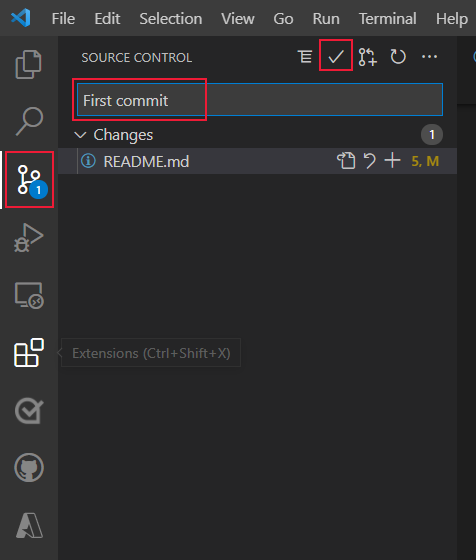 File Edit Selection View Go Run Terminal Help
SOURCE CONTROL
First commit
Changes 1
README.md 5, M
1
Extensions (Ctrl+Shift+X)